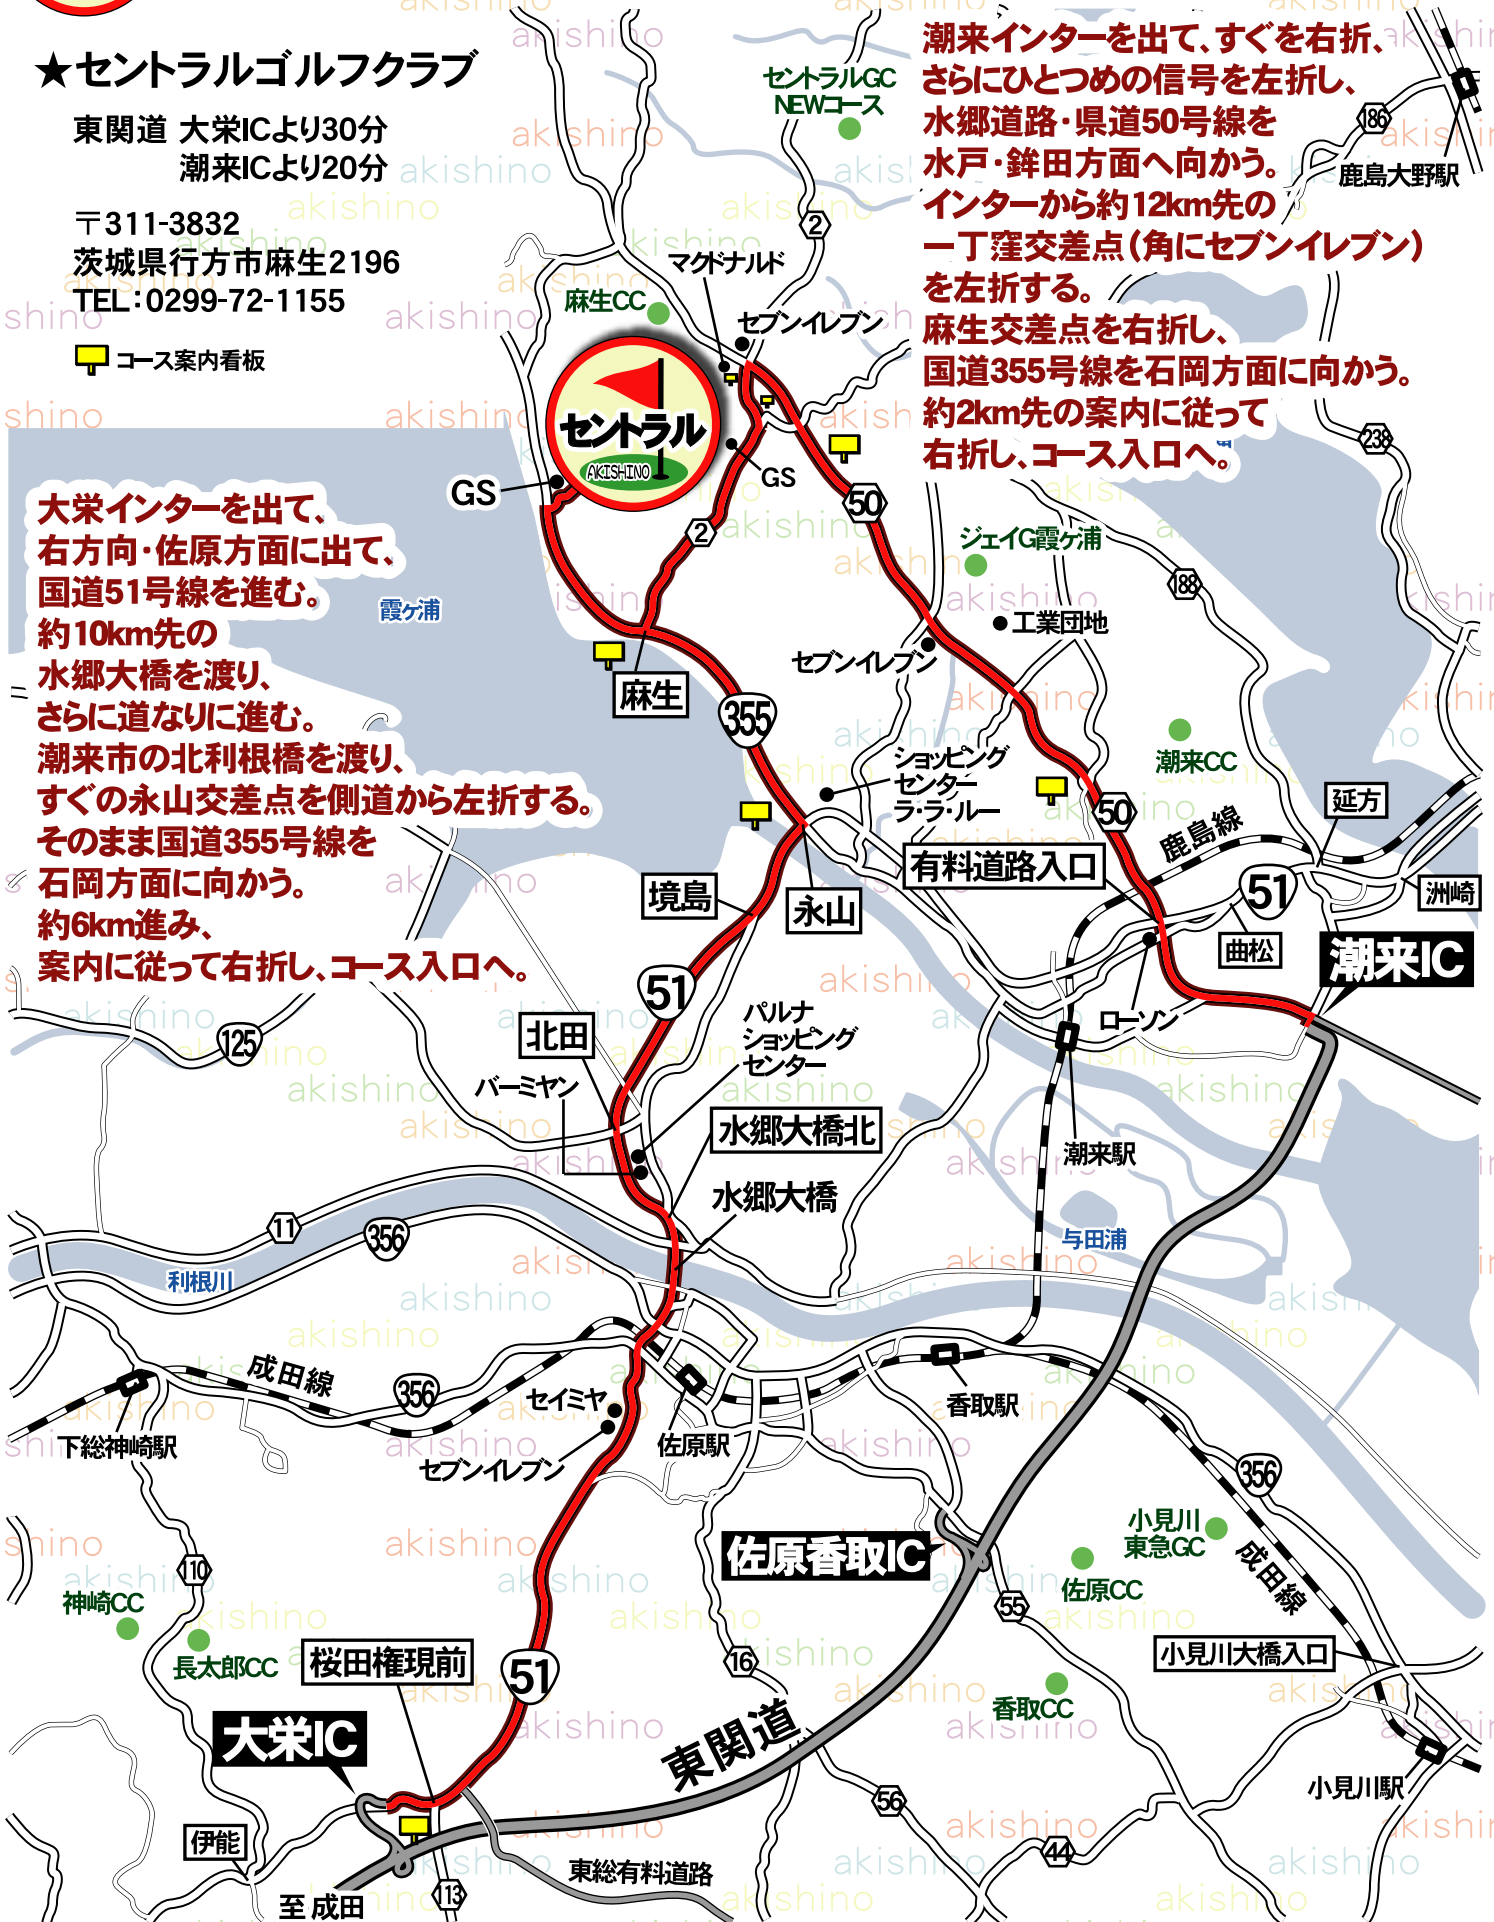 ★セントラルゴルフクラブ
東関道 大栄ICより30分
潮来ICより20分
〒311-3832
茨城県行方市麻生2196
TEL：0299-72-1155
コース案内看板
潮来インターを出て、すぐを右折、
さらにひとつめの信号を左折し、
水郷道路・県道50号線を
水戸・鉾田方面へ向かう。
インターから約12km先の
一丁窪交差点（角にセブンイレブン）
を左折する。
麻生交差点を右折し、
国道355号線を石岡方面に向かう。
約2km先の案内に従って
右折し、コース入口へ。
大栄インターを出て、
右方向・佐原方面に出て、
国道51号線を進む。
約10km先の
水郷大橋を渡り、
さらに道なりに進む。
潮来市の北利根橋を渡り、
すぐの永山交差点を側道から左折する。
そのまま国道355号線を
石岡方面に向かう。
約6km進み、
案内に従って右折し、コース入口へ。
セントラルGC
NEWコース
186
鹿島大野駅
2
マクドナルド
麻生CC
セブンイレブン
セントラル
AKISHINO
GS
GS
238
50
2
ジェイG霞ヶ浦
188
霞ヶ浦
工業団地
セブンイレブン
麻生
355
潮来CC
ショッピング
センター
ラ・ラ・ルー
50
鹿島線
延方
有料道路入口
51
洲崎
境島
永山
曲松
潮来IC
51
125
北田
パルナ
ショッピング
センター
ローソン
バーミヤン
水郷大橋北
潮来駅
水郷大橋
11
356
与田浦
利根川
成田線
356
セイミヤ
香取駅
下総神崎駅
佐原駅
セブンイレブン
356
小見川
東急GC
佐原香取IC
成田線
110
佐原CC
神崎CC
55
長太郎CC
桜田権現前
51
16
小見川大橋入口
香取CC
大栄IC
東関道
小見川駅
56
伊能
44
東総有料道路
113
至 成田
akishino